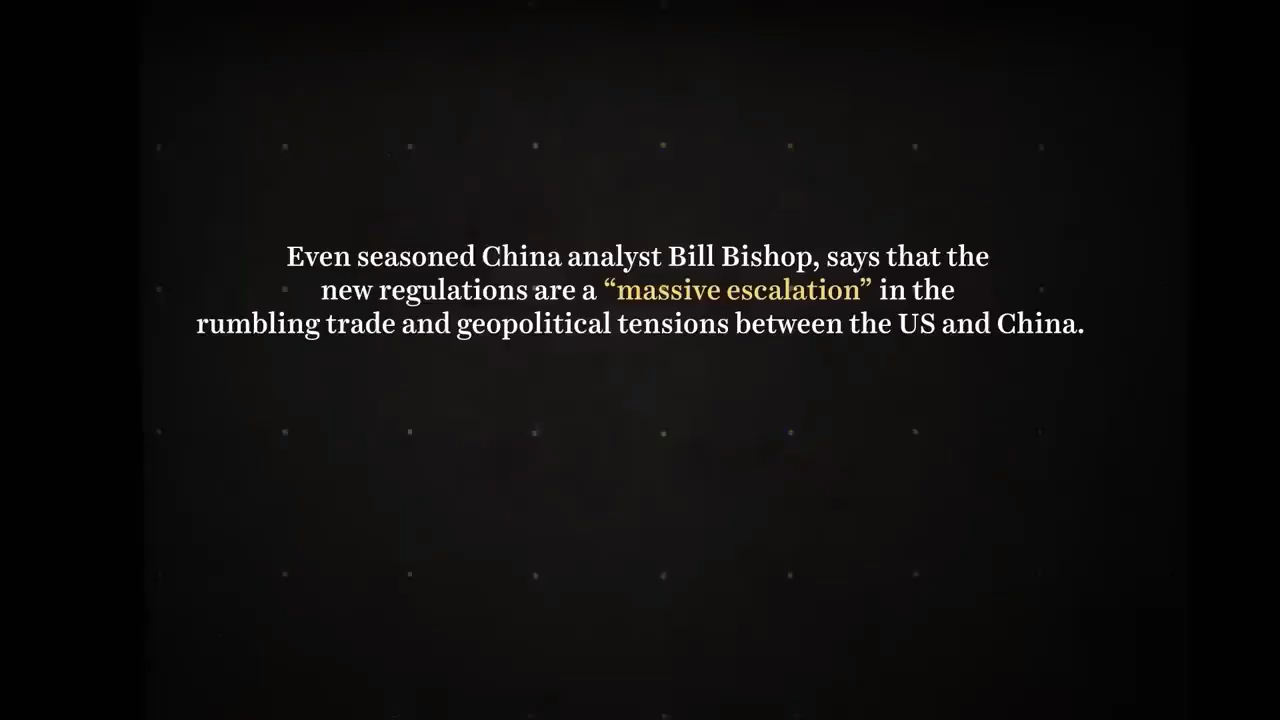 Even seasoned China analyst Bill Bishop, says that the
new regulations are a “massive escalation” in the
rumbling trade and geopolitical tensions between the US and China.